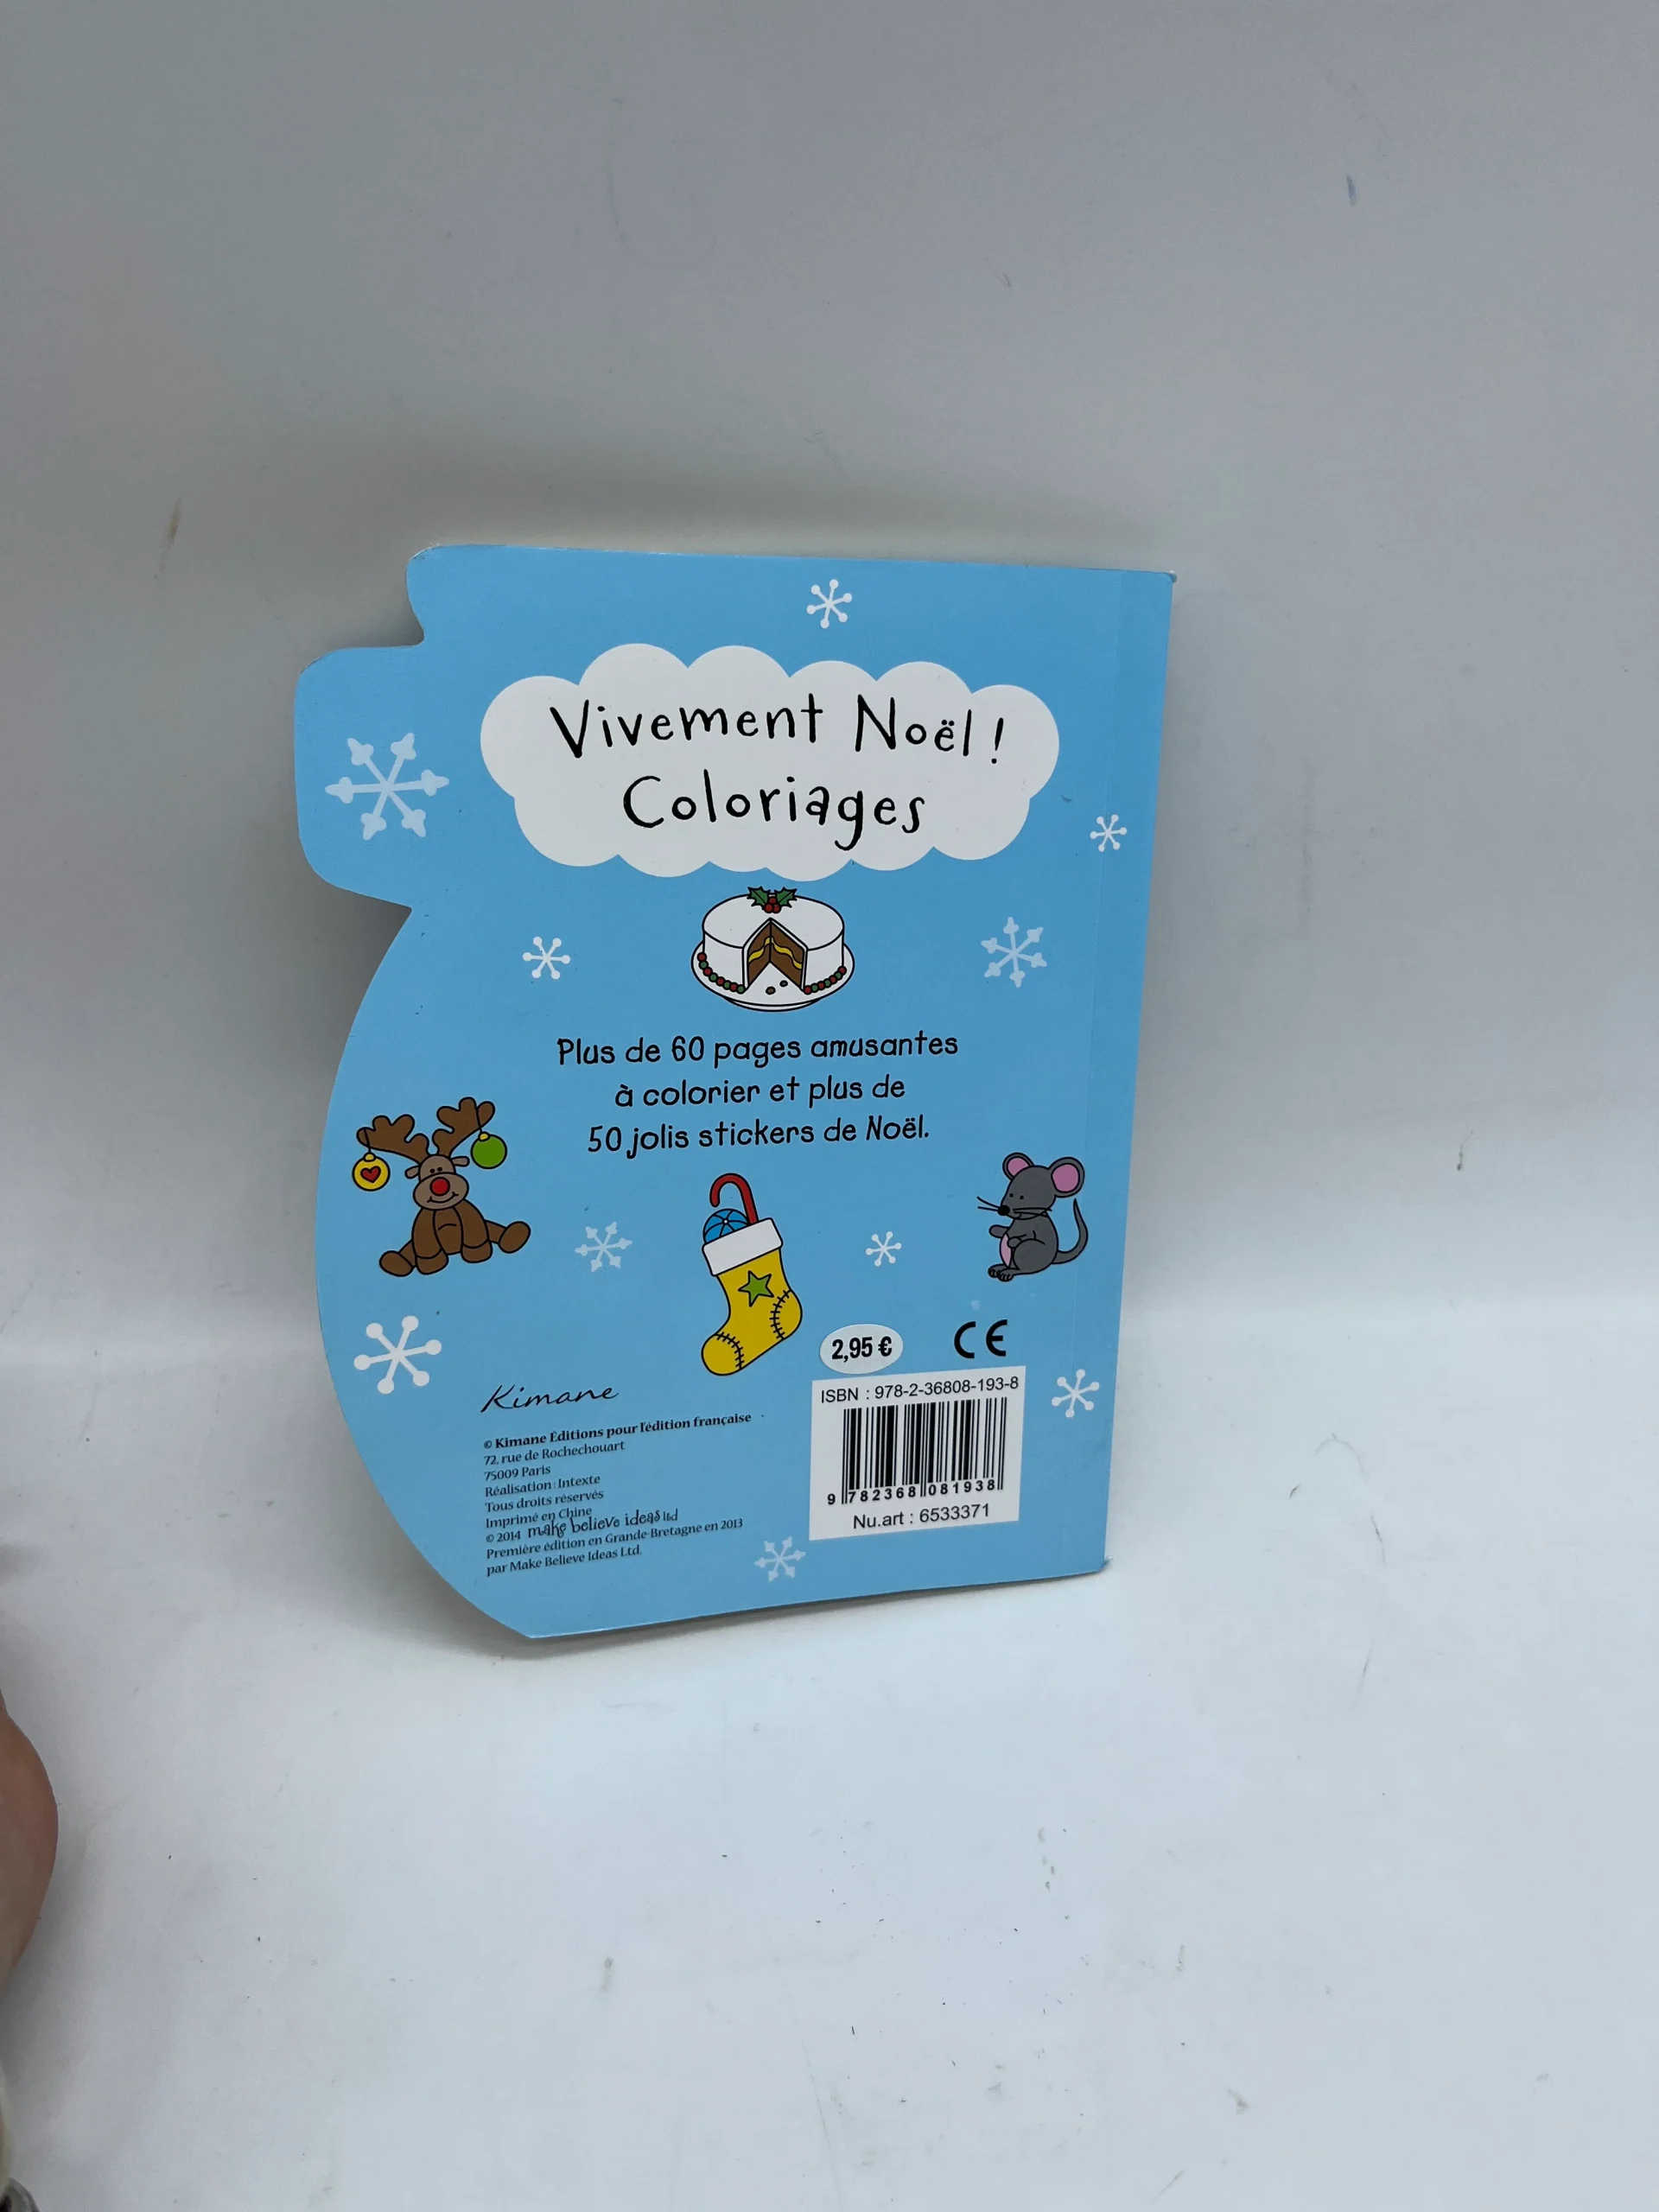 Vivement Noël !
Coloriages
Plus de 60 pages amusantes
à colorier et plus de
50 jolis stickers de Noël.
2,95 €
CE
Kimane
© Kimane Éditions pour l'édition française
72, rue de Rochechouart
75009 Paris
Réalisation : Intexte
Tous droits réservés
Imprimé en Chine
© 2014 make believe ideas ltd
Première édition en Grande-Bretagne en 2013
par Make Believe Ideas Ltd.
ISBN : 978-2-36808-193-8
9 782368 081938
Nu.art : 6533371